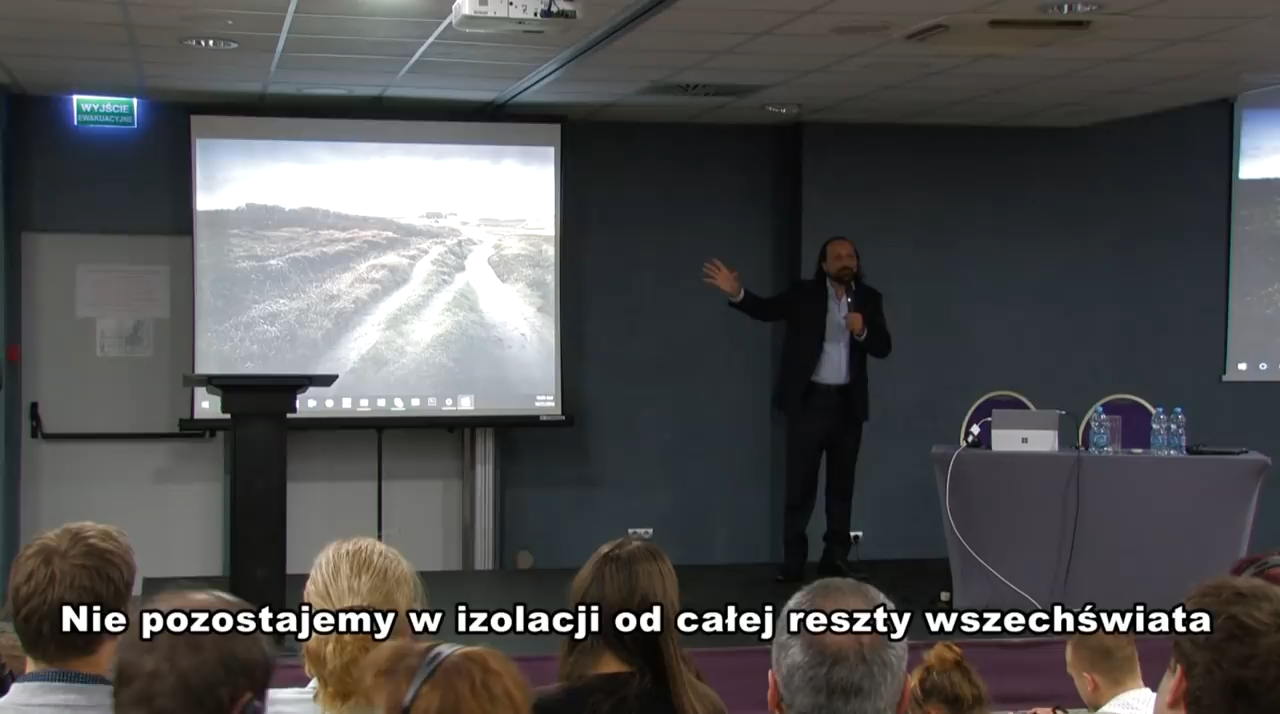 WYJŚCIE
EWAKUACYJNE
Nie pozostajemy w izolacji od całej reszty wszechświata